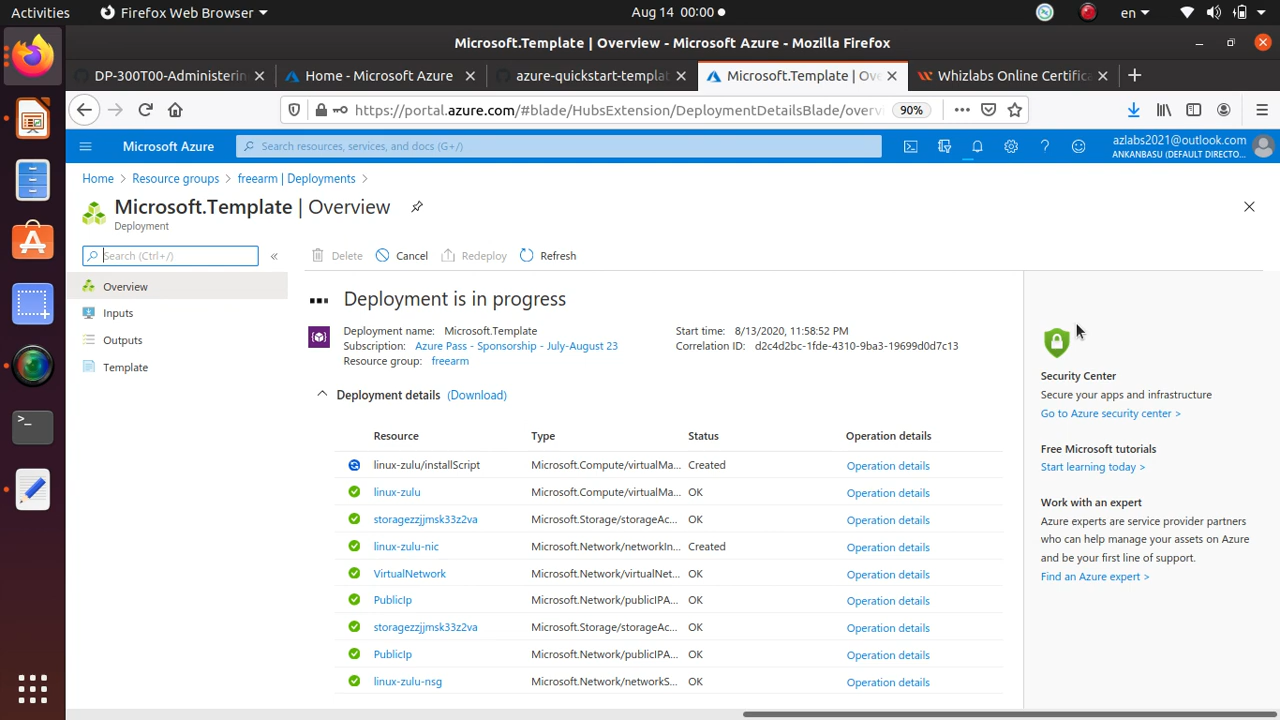 Activities
Firefox Web Browser
Aug 14 00:00
en
Microsoft.Template | Overview - Microsoft Azure - Mozilla Firefox
DP-300T00-Administerin
Home - Microsoft Azure
azure-quickstart-templat
Microsoft.Template | Ove
Whizlabs Online Certifica
https://portal.azure.com/#blade/HubsExtension/DeploymentDetailsBlade/overv
90%
Microsoft Azure
Search resources, services, and docs (G+/)
azlabs2021@outlook.com
ANKANBASU (DEFAULT DIRECTO...
Home > Resource groups > freearm | Deployments >
Microsoft.Template | Overview
Deployment
Search (Ctrl+/)
«
Delete
Cancel
Redeploy
Refresh
Overview
Inputs
Outputs
Template
Deployment is in progress
Deployment name: Microsoft.Template
Subscription: Azure Pass - Sponsorship - July-August 23
Resource group: freearm
Start time: 8/13/2020, 11:58:52 PM
Correlation ID: d2c4d2bc-1fde-4310-9ba3-19699d0d7c13
Deployment details (Download)
Resource Type Status Operation details
linux-zulu/installScript Microsoft.Compute/virtualMa... Created Operation details
linux-zulu Microsoft.Compute/virtualMa... OK Operation details
storagezzjjmsk33z2va Microsoft.Storage/storageAc... OK Operation details
linux-zulu-nic Microsoft.Network/networkIn... Created Operation details
VirtualNetwork Microsoft.Network/virtualNet... OK Operation details
PublicIp Microsoft.Network/publicIPA... OK Operation details
storagezzjjmsk33z2va Microsoft.Storage/storageAc... OK Operation details
PublicIp Microsoft.Network/publicIPA... OK Operation details
linux-zulu-nsg Microsoft.Network/networkS... OK Operation details
Security Center
Secure your apps and infrastructure
Go to Azure security center >
Free Microsoft tutorials
Start learning today >
Work with an expert
Azure experts are service provider partners
who can help manage your assets on Azure
and be your first line of support.
Find an Azure expert >